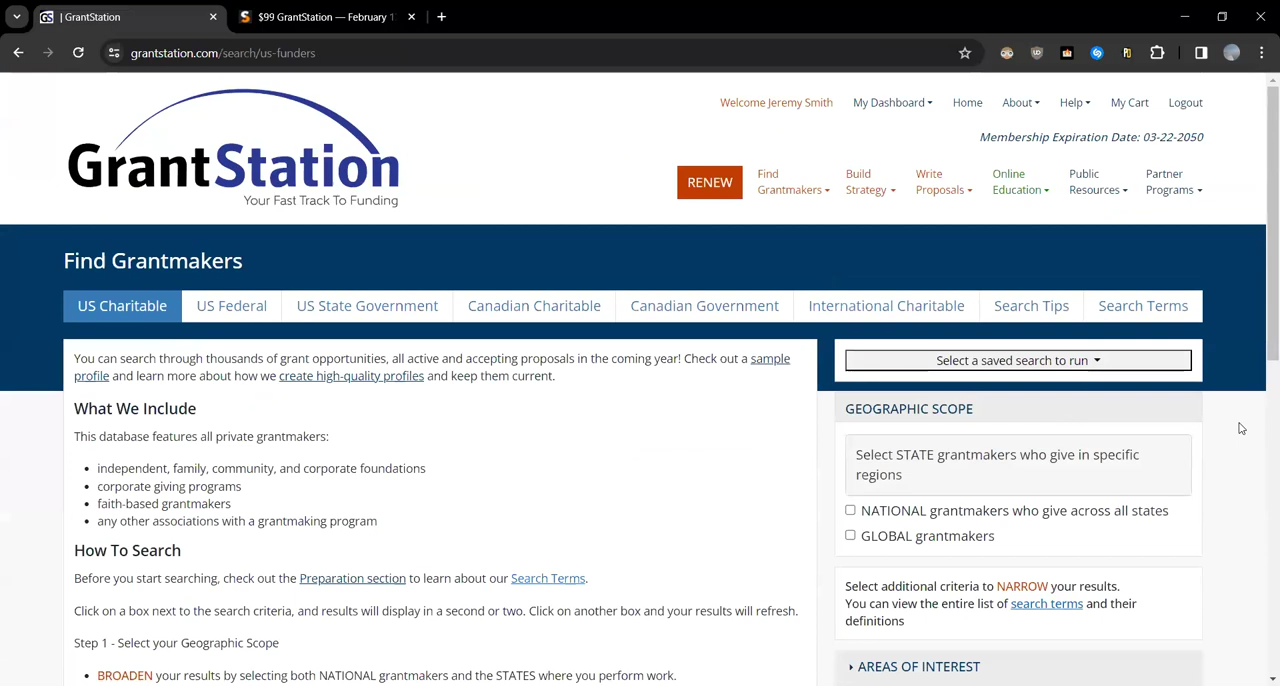 | GrantStation
$99 GrantStation — February 1
grantstation.com/search/us-funders
GrantStation
Your Fast Track To Funding
Welcome Jeremy Smith
My Dashboard
Home
About
Help
My Cart
Logout
Membership Expiration Date: 03-22-2050
RENEW
Find
Grantmakers
Build
Strategy
Write
Proposals
Online
Education
Public
Resources
Partner
Programs
Find Grantmakers
US Charitable
US Federal
US State Government
Canadian Charitable
Canadian Government
International Charitable
Search Tips
Search Terms
You can search through thousands of grant opportunities, all active and accepting proposals in the coming year! Check out a sample
profile and learn more about how we create high-quality profiles and keep them current.
What We Include
This database features all private grantmakers:
• independent, family, community, and corporate foundations
• corporate giving programs
• faith-based grantmakers
• any other associations with a grantmaking program
How To Search
Before you start searching, check out the Preparation section to learn about our Search Terms.
Click on a box next to the search criteria, and results will display in a second or two. Click on another box and your results will refresh.
Step 1 - Select your Geographic Scope
• BROADEN your results by selecting both NATIONAL grantmakers and the STATES where you perform work.
Select a saved search to run
GEOGRAPHIC SCOPE
Select STATE grantmakers who give in specific
regions
NATIONAL grantmakers who give across all states
GLOBAL grantmakers
Select additional criteria to NARROW your results.
You can view the entire list of search terms and their
definitions
AREAS OF INTEREST